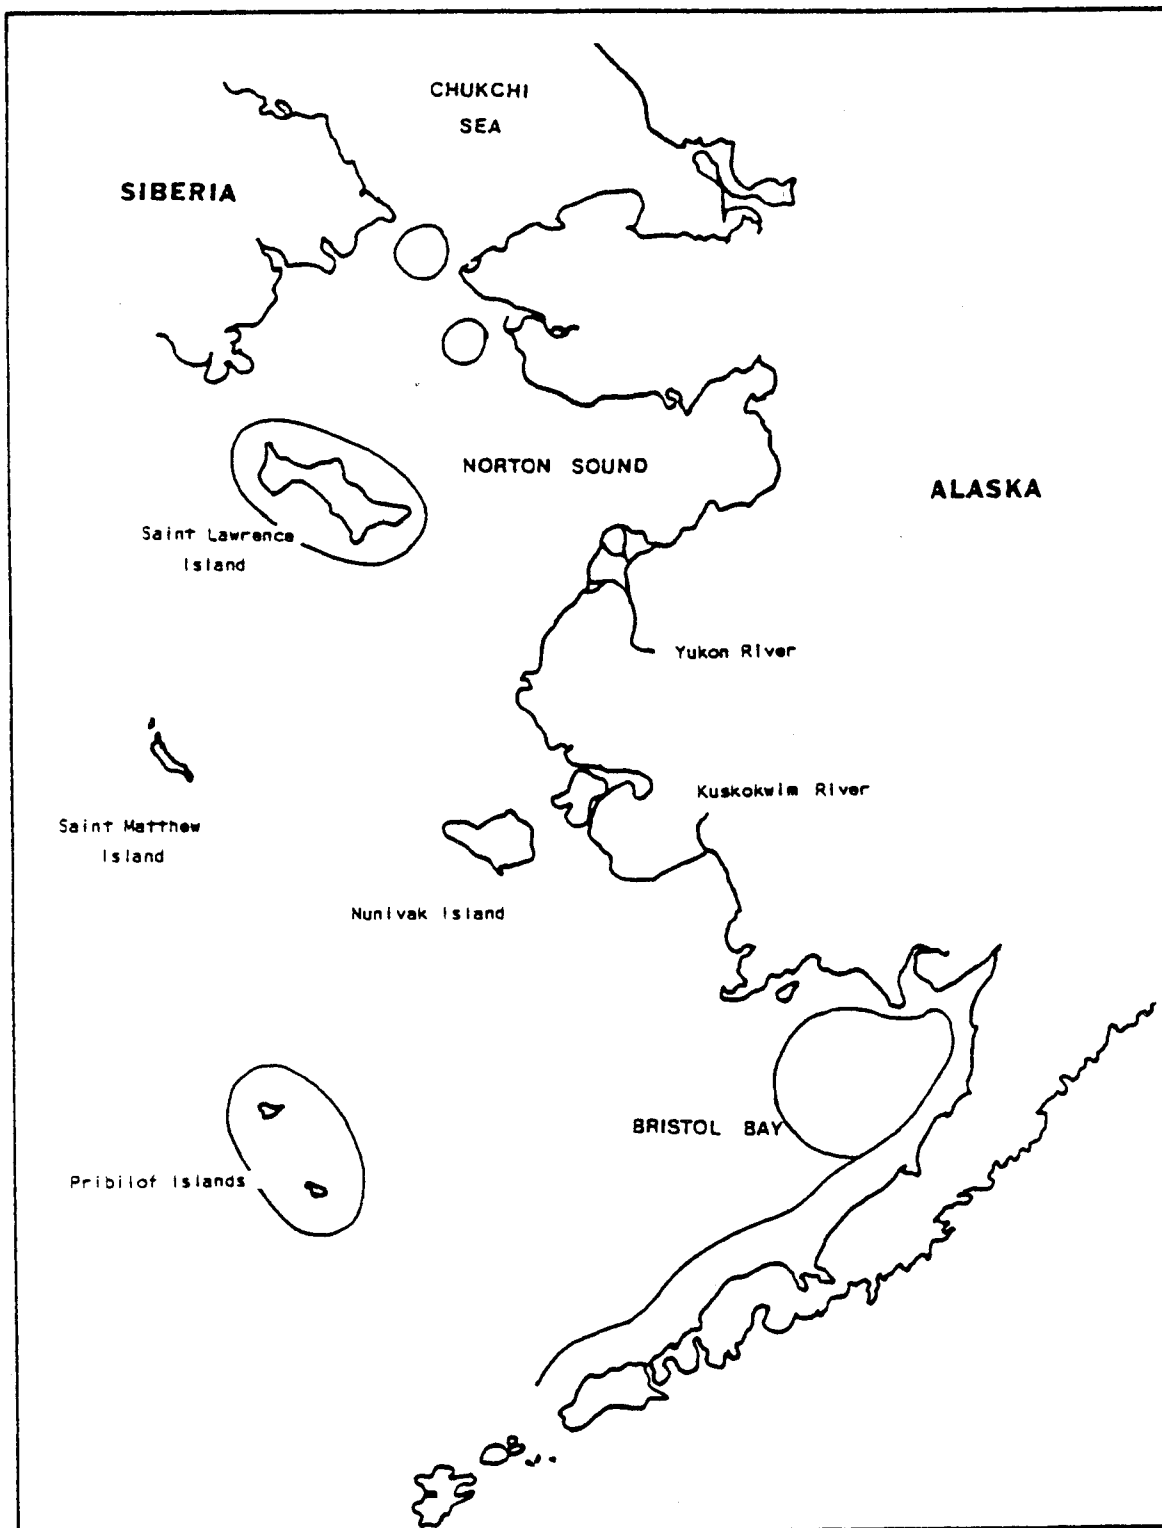 CHUKCHI
SEA
SIBERIA
NORTON SOUND
ALASKA
Saint Lawrence
Island
Yukon River
Kuskokwim River
Saint Matthew
Island
Nunivak Island
BRISTOL BAY
Pribilof Islands